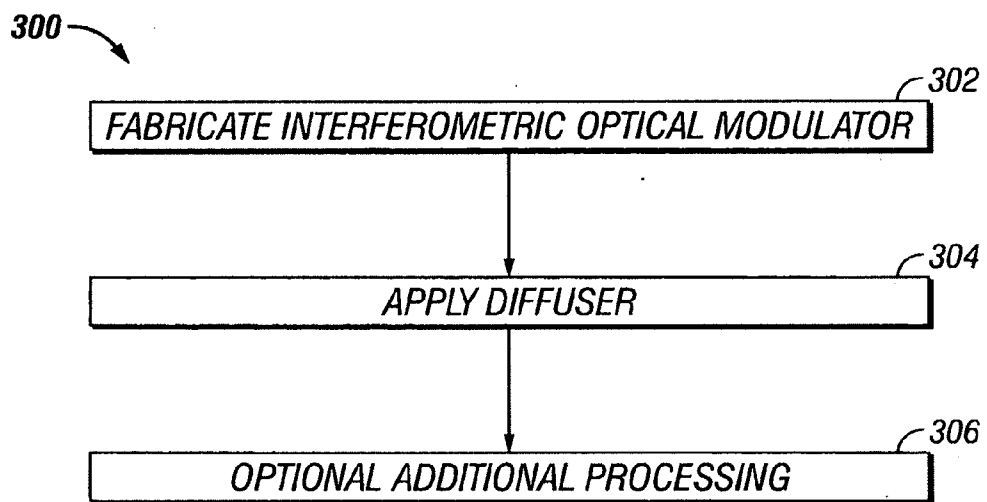 300
302
FABRICATE INTERFEROMETRIC OPTICAL MODULATOR
304
APPLY DIFFUSER
306
OPTIONAL ADDITIONAL PROCESSING